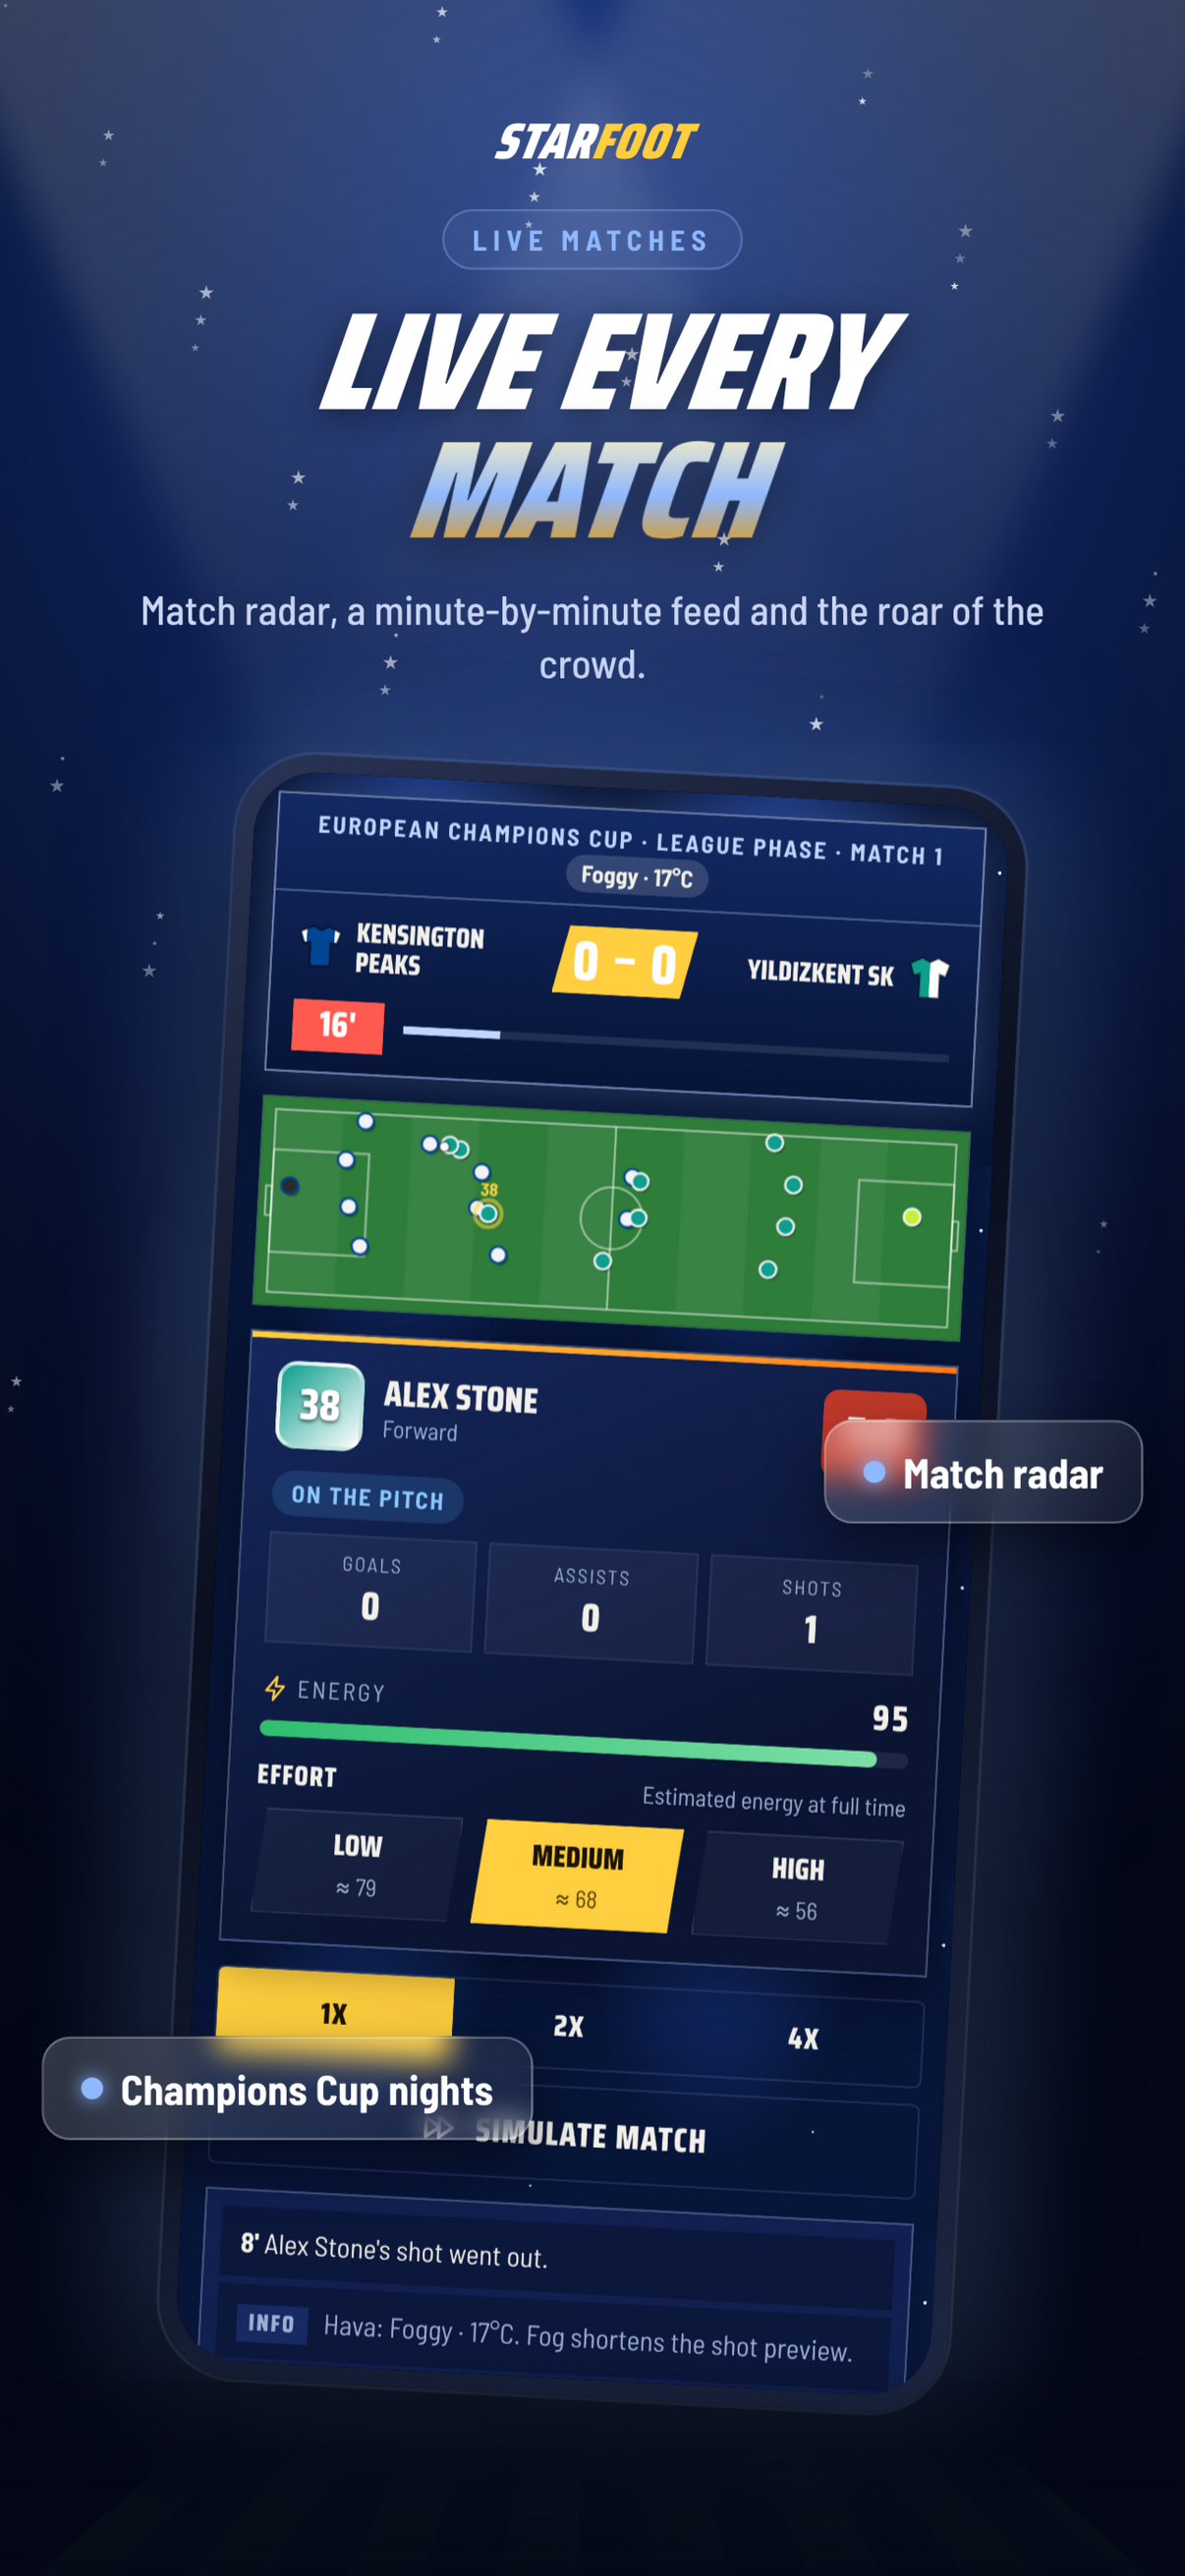 STARFOOT
LIVE MATCHES
LIVE EVERY
MATCH
Match radar, a minute-by-minute feed and the roar of the
crowd.
EUROPEAN CHAMPIONS CUP · LEAGUE PHASE · MATCH 1
Foggy · 17°C
KENSINGTON
PEAKS
0 - 0
YILDIZKENT SK
16'
38
38
ALEX STONE
Forward
Match radar
ON THE PITCH
GOALS
ASSISTS
SHOTS
0
0
1
ENERGY
95
EFFORT
Estimated energy at full time
LOW
MEDIUM
HIGH
≈ 79
≈ 68
≈ 56
1X
2X
4X
Champions Cup nights
SIMULATE MATCH
8' Alex Stone's shot went out.
INFO Hava: Foggy · 17°C. Fog shortens the shot preview.